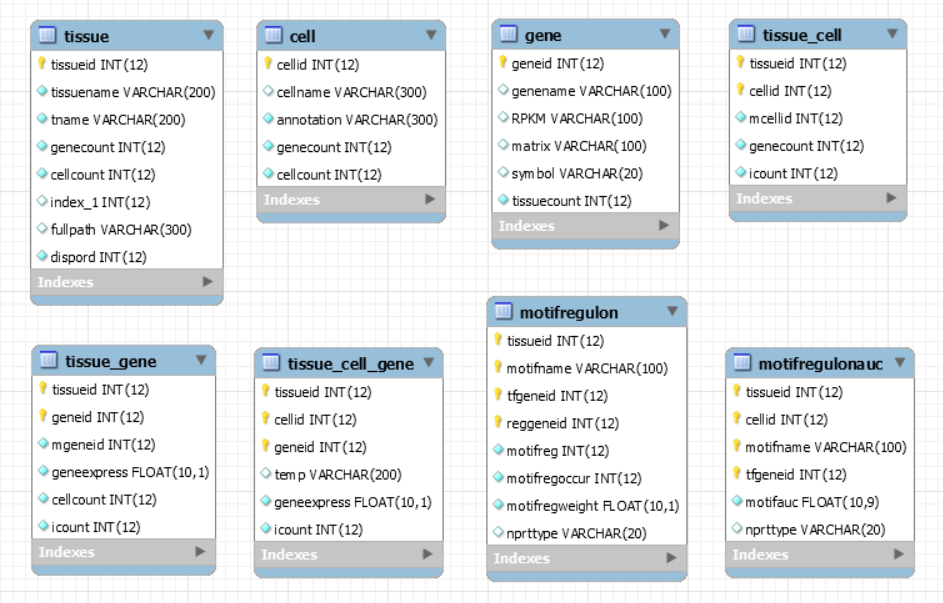 tissue
tissueid INT(12)
tissuename VARCHAR(200)
tname VARCHAR(200)
genecount INT(12)
cellcount INT(12)
index_1 INT(12)
fullpath VARCHAR(300)
dispord INT(12)
Indexes
cell
cellid INT(12)
cellname VARCHAR(300)
annotation VARCHAR(300)
genecount INT(12)
cellcount INT(12)
Indexes
gene
geneid INT(12)
genename VARCHAR(100)
RPKM VARCHAR(100)
matrix VARCHAR(100)
symbol VARCHAR(20)
tissuecount INT(12)
Indexes
tissue_cell
tissueid INT(12)
cellid INT(12)
mcellid INT(12)
genecount INT(12)
icount INT(12)
Indexes
tissue_gene
tissueid INT(12)
geneid INT(12)
mgeneid INT(12)
geneexpress FLOAT(10,1)
cellcount INT(12)
icount INT(12)
Indexes
tissue_cell_gene
tissueid INT(12)
cellid INT(12)
geneid INT(12)
temp VARCHAR(200)
geneexpress FLOAT(10,1)
icount INT(12)
Indexes
motifregulon
tissueid INT(12)
motifname VARCHAR(100)
tfgeneid INT(12)
reggeneid INT(12)
motifreg INT(12)
motifregoccur INT(12)
motifregweight FLOAT(10,1)
nprttype VARCHAR(20)
Indexes
motifregulonauc
tissueid INT(12)
cellid INT(12)
motifname VARCHAR(100)
tfgeneid INT(12)
motifauc FLOAT(10,9)
nprttype VARCHAR(20)
Indexes